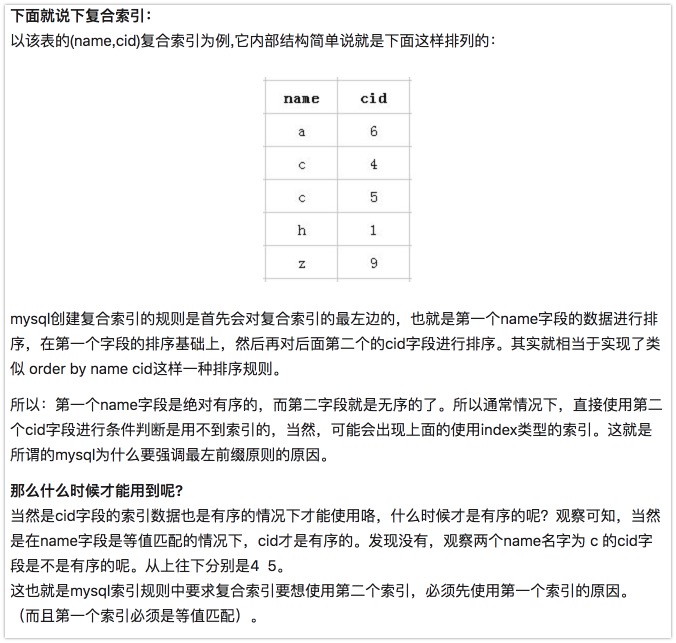 下面就说下复合索引：
以该表的(name,cid)复合索引为例,它内部结构简单说就是下面这样排列的：
name cid
a 6
c 4
c 5
h 1
z 9
mysql创建复合索引的规则是首先会对复合索引的最左边的，也就是第一个name字段的数据进行排
序，在第一个字段的排序基础上，然后再对后面第二个的cid字段进行排序。其实就相当于实现了类
似 order by name cid这样一种排序规则。
所以：第一个name字段是绝对有序的，而第二字段就是无序的了。所以通常情况下，直接使用第二
个cid字段进行条件判断是用不到索引的，当然，可能会出现上面的使用index类型的索引。这就是
所谓的mysql为什么要强调最左前缀原则的原因。
那么什么时候才能用到呢?
当然是cid字段的索引数据也是有序的情况下才能使用咯，什么时候才是有序的呢？观察可知，当然
是在name字段是等值匹配的情况下，cid才是有序的。发现没有，观察两个name名字为 c 的cid字
段是不是有序的呢。从上往下分别是4 5。
这也就是mysql索引规则中要求复合索引要想使用第二个索引，必须先使用第一个索引的原因。
（而且第一个索引必须是等值匹配）。